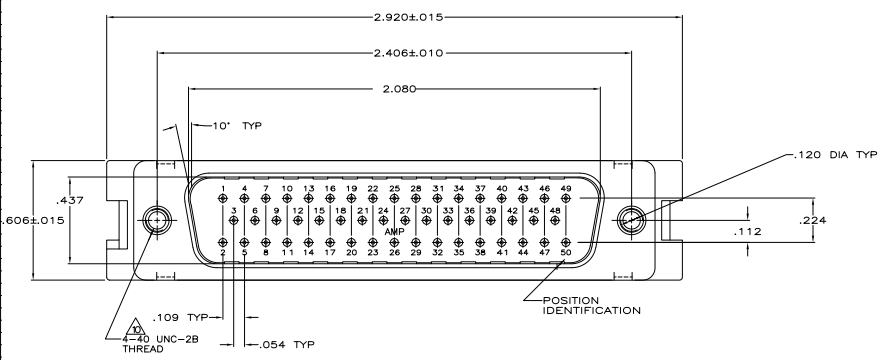 2.920±.015
2.406±.010
2.080
10° TYP
.120 DIA TYP
.437
.606±.015
1 4 7 10 13 16 19 22 25 28 31 34 37 40 43 46 49
3 6 9 12 15 18 21 24 27 30 33 36 39 42 45 48
AMP
2 5 8 11 14 17 20 23 26 29 32 35 38 41 44 47 50
.224
.112
POSITION
IDENTIFICATION
.109 TYP
10
4-40 UNC-2B
THREAD
.054 TYP